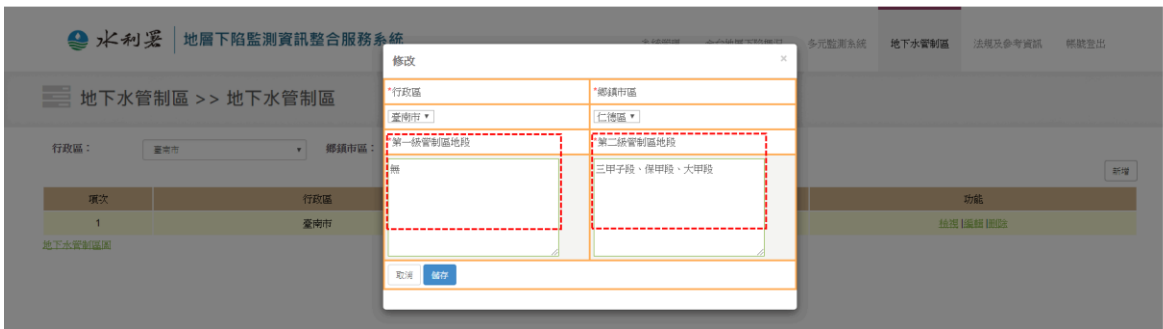 水利署 地層下陷監測資訊整合服務系統
多元監測系統 地下水管制區 法規及參考資訊 帳號登出
地下水管制區 >> 地下水管制區
行政區： 臺南市 鄉鎮市區：
新增
項次 行政區 功能
1 臺南市 檢視 | 編輯 | 刪除
地下水管制區圖
修改 ×
*行政區 *鄉鎮市區
臺南市 仁德區
*第一級管制區地段 *第二級管制區地段
無 三甲子段、保甲段、大甲段
取消 儲存